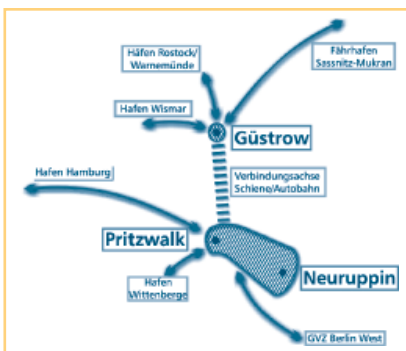 Häfen Rostock/
Warnemünde
Fährhafen
Sassnitz-Mukran
Hafen Wismar
Güstrow
Hafen Hamburg
Verbindungsachse
Schiene/Autobahn
Pritzwalk
Hafen
Wittenberge
Neuruppin
GVZ Berlin West